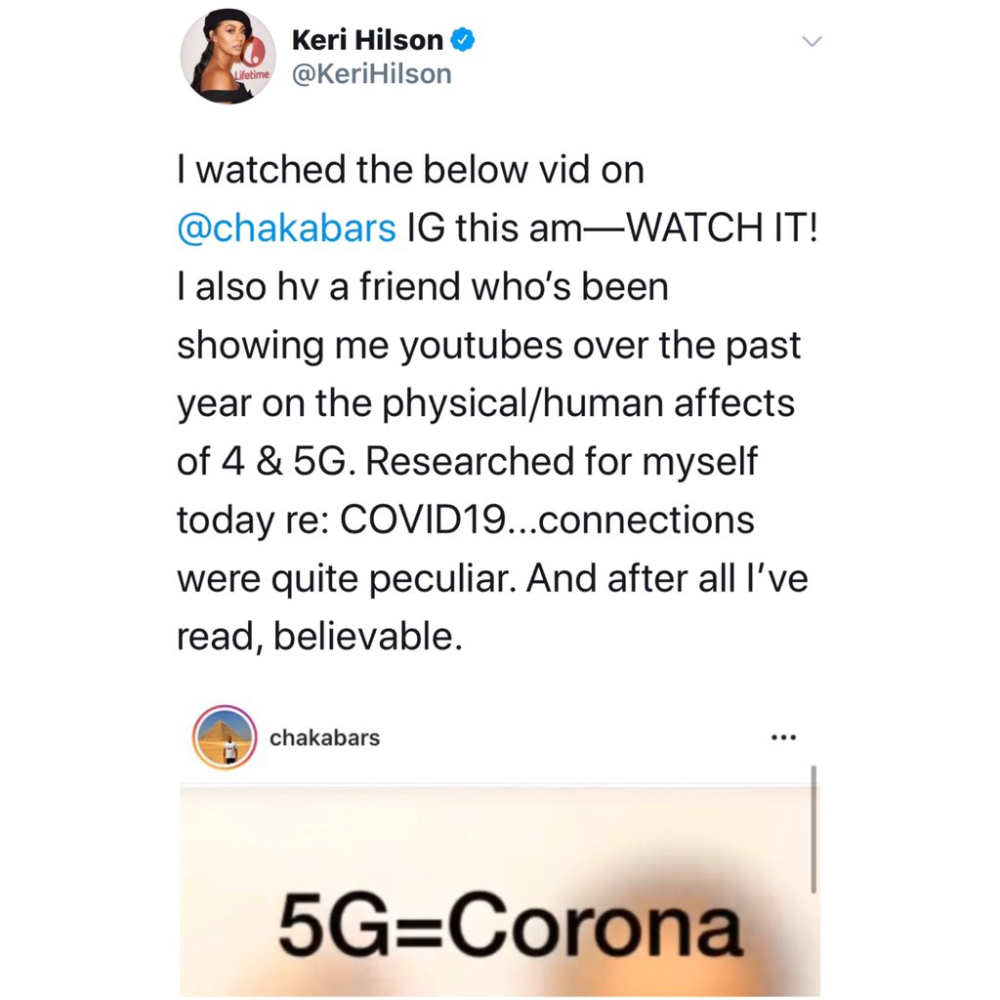 Keri Hilson
@KeriHilson
Lifetime
I watched the below vid on
@chakabars IG this am—WATCH IT!
I also hv a friend who’s been
showing me youtubes over the past
year on the physical/human affects
of 4 & 5G. Researched for myself
today re: COVID19...connections
were quite peculiar. And after all I’ve
read, believable.
chakabars
5G=Corona